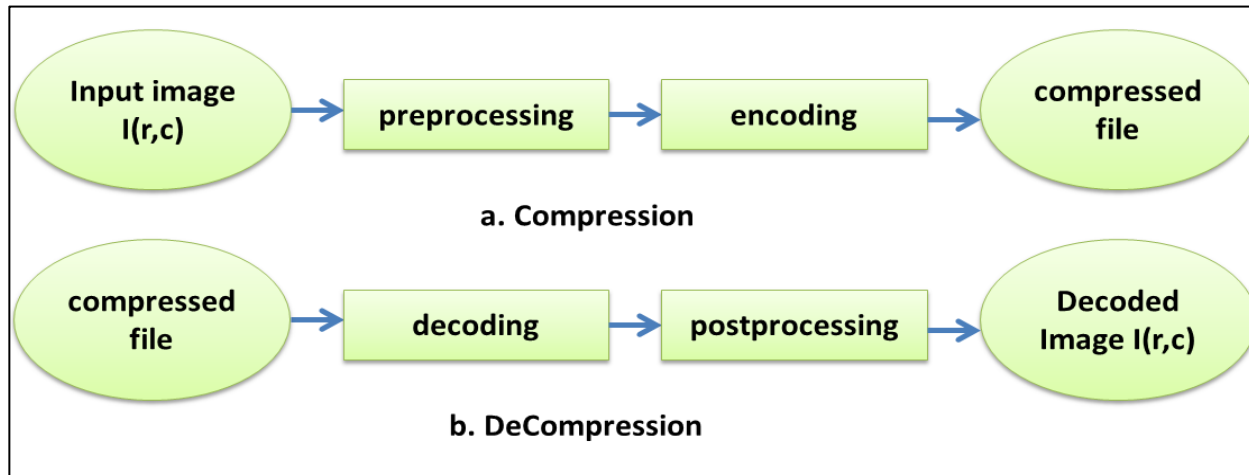 Input image
I(r,c)
preprocessing
encoding
compressed
file
a. Compression
compressed
file
decoding
postprocessing
Decoded
Image I(r,c)
b. DeCompression